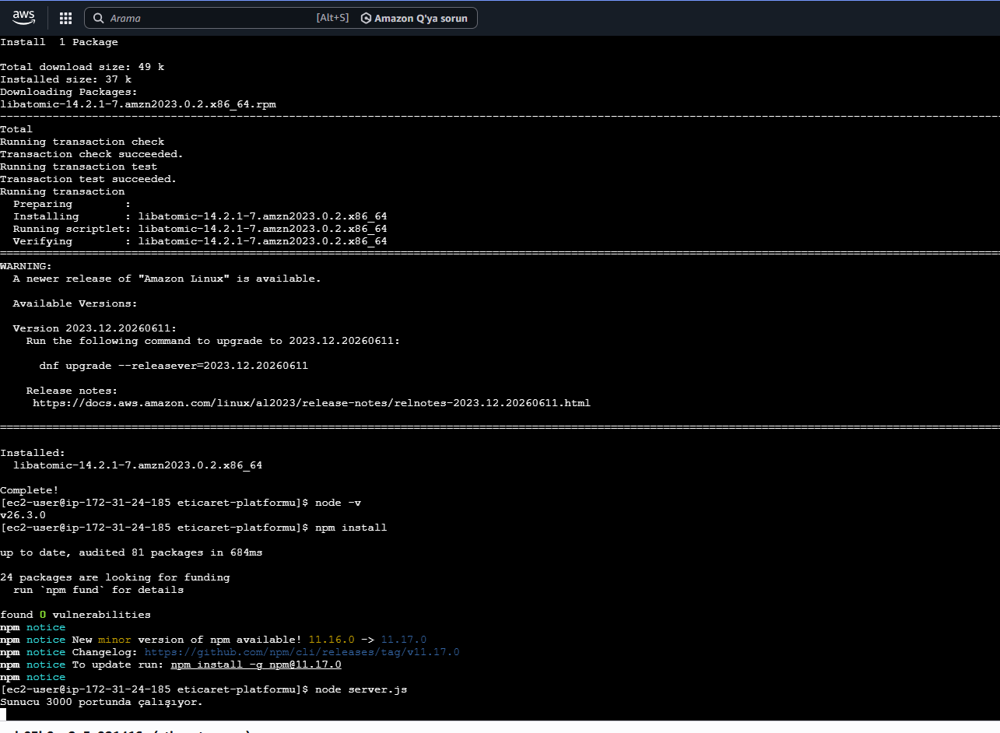 aws
Arama [Alt+S] Amazon Q'ya sorun
Install 1 Package
Total download size: 49 k
Installed size: 37 k
Downloading Packages:
libatomic-14.2.1-7.amzn2023.0.2.x86_64.rpm
--------------------------------------------------------------------------------
Total
Running transaction check
Transaction check succeeded.
Running transaction test
Transaction test succeeded.
Running transaction
Preparing :
Installing : libatomic-14.2.1-7.amzn2023.0.2.x86_64
Running scriptlet: libatomic-14.2.1-7.amzn2023.0.2.x86_64
Verifying : libatomic-14.2.1-7.amzn2023.0.2.x86_64
================================================================================
WARNING:
A newer release of "Amazon Linux" is available.
Available Versions:
Version 2023.12.20260611:
Run the following command to upgrade to 2023.12.20260611:
dnf upgrade --releasever=2023.12.20260611
Release notes:
https://docs.aws.amazon.com/linux/al2023/release-notes/relnotes-2023.12.20260611.html
================================================================================
Installed:
libatomic-14.2.1-7.amzn2023.0.2.x86_64
Complete!
[ec2-user@ip-172-31-24-185 eticaret-platformu]$ node -v
v26.3.0
[ec2-user@ip-172-31-24-185 eticaret-platformu]$ npm install
up to date, audited 81 packages in 684ms
24 packages are looking for funding
run `npm fund` for details
found 0 vulnerabilities
npm notice
npm notice New minor version of npm available! 11.16.0 -> 11.17.0
npm notice Changelog: https://github.com/npm/cli/releases/tag/v11.17.0
npm notice To update run: npm install -g npm@11.17.0
npm notice
[ec2-user@ip-172-31-24-185 eticaret-platformu]$ node server.js
Sunucu 3000 portunda çalışıyor.